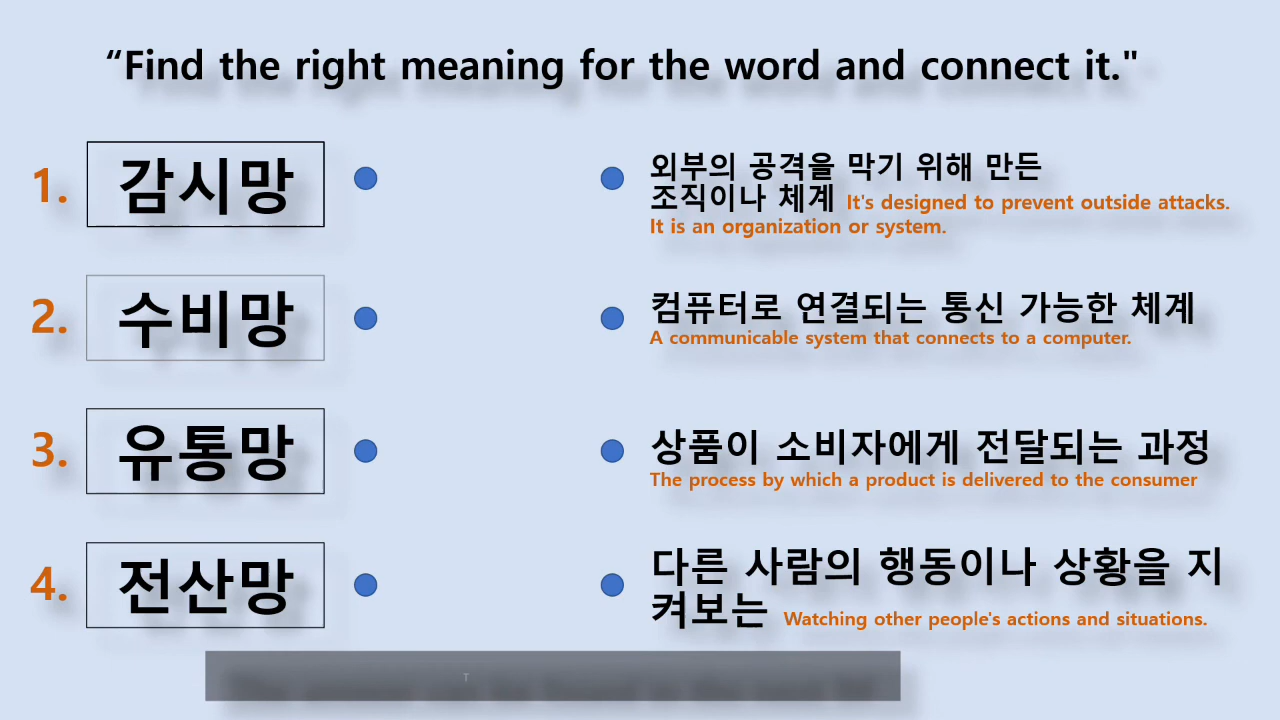 “Find the right meaning for the word and connect it."
1. 감시망
외부의 공격을 막기 위해 만든
조직이나 체계 It's designed to prevent outside attacks.
It is an organization or system.
2. 수비망
컴퓨터로 연결되는 통신 가능한 체계
A communicable system that connects to a computer.
3. 유통망
상품이 소비자에게 전달되는 과정
The process by which a product is delivered to the consumer
4. 전산망
다른 사람의 행동이나 상황을 지
켜보는 Watching other people's actions and situations.